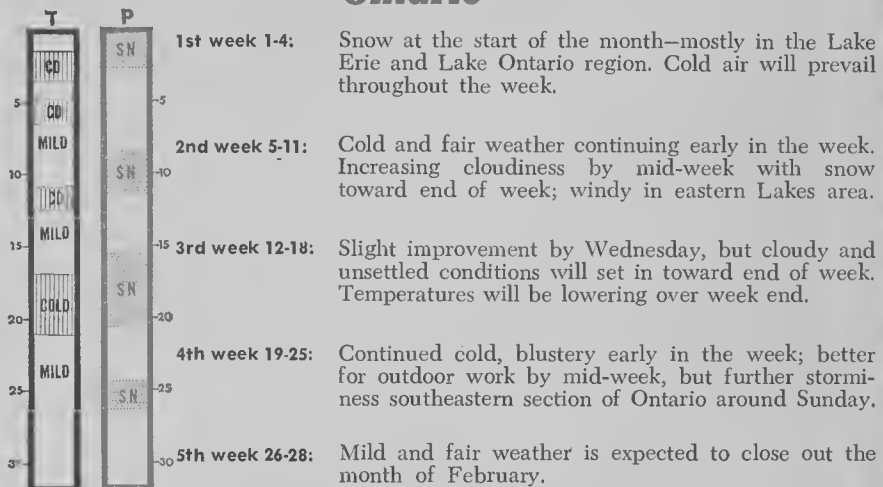 Ontario
T P
1st week 1-4: Snow at the start of the month—mostly in the Lake
Erie and Lake Ontario region. Cold air will prevail
throughout the week.
2nd week 5-11: Cold and fair weather continuing early in the week.
Increasing cloudiness by mid-week with snow
toward end of week; windy in eastern Lakes area.
3rd week 12-18: Slight improvement by Wednesday, but cloudy and
unsettled conditions will set in toward end of week.
Temperatures will be lowering over week end.
4th week 19-25: Continued cold, blustery early in the week; better
for outdoor work by mid-week, but further stormi-
ness southeastern section of Ontario around Sunday.
5th week 26-28: Mild and fair weather is expected to close out the
month of February.
CD
5
CD
MILD
10
CD
MILD
15
COLD
20
MILD
25
SN
5
SN
10
15
SN
20
25
SN
30